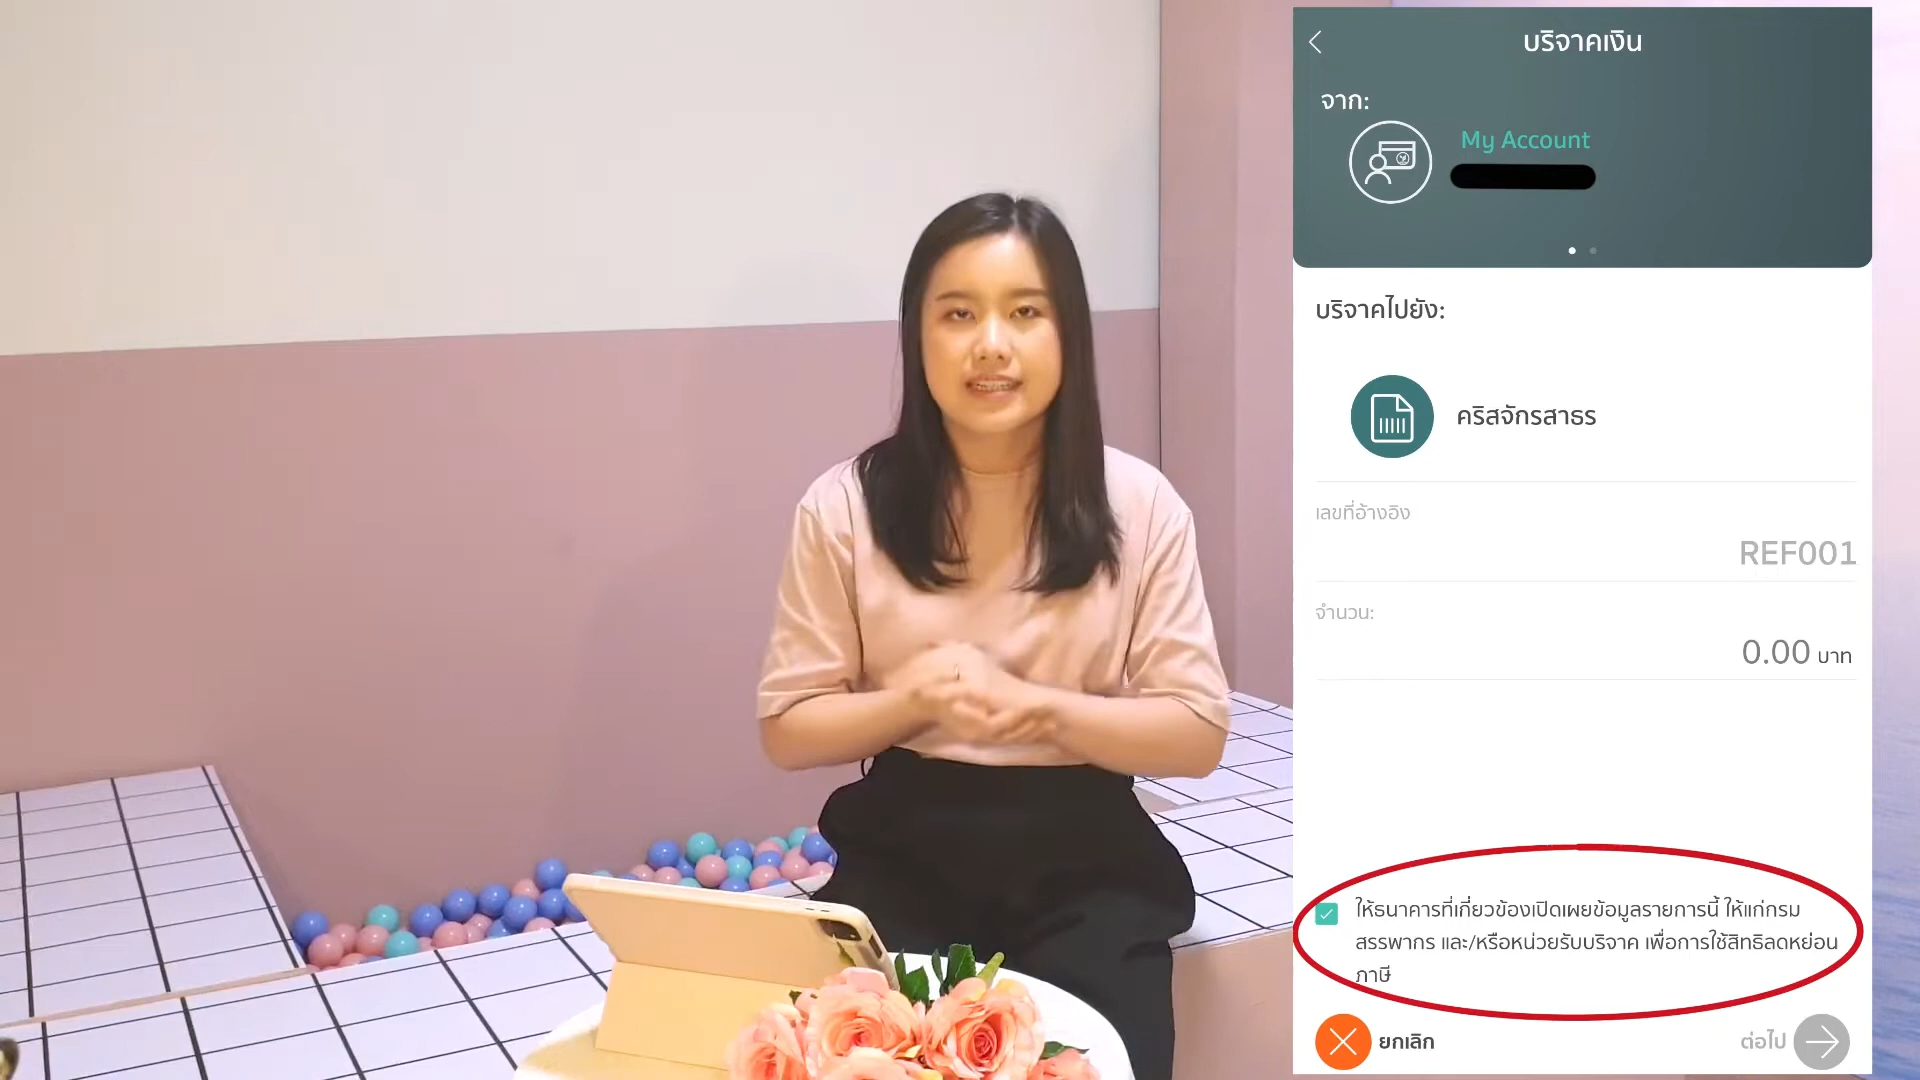 บริจาคเงิน
จาก:
My Account
บริจาคไปยัง:
คริสจักรสาธร
เลขที่อ้างอิง
REF001
จำนวน:
0.00 บาท
ให้ธนาคารที่เกี่ยวข้องเปิดเผยข้อมูลรายการนี้ ให้แก่กรม
สรรพากร และ/หรือหน่วยรับบริจาค เพื่อการใช้สิทธิลดหย่อน
ภาษี
ยกเลิก
ต่อไป